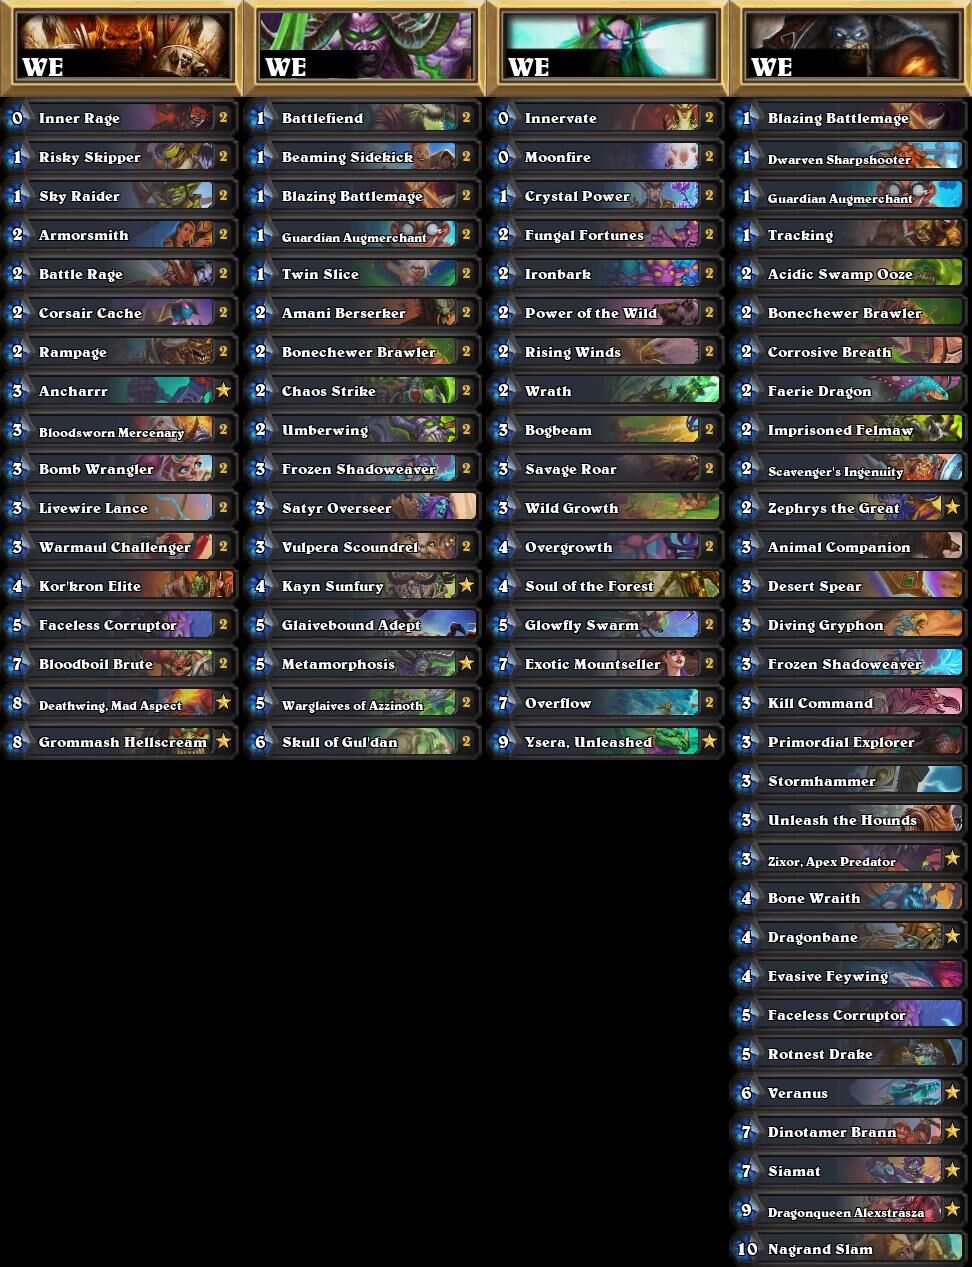 WE
0 Inner Rage 2
1 Risky Skipper 2
1 Sky Raider 2
2 Armorsmith 2
2 Battle Rage 2
2 Corsair Cache 2
2 Rampage 2
3 Ancharrr
3 Bloodsworn Mercenary 2
3 Bomb Wrangler 2
3 Livewire Lance 2
3 Warmaul Challenger 2
4 Kor'kron Elite
5 Faceless Corruptor 2
7 Bloodboil Brute 2
8 Deathwing, Mad Aspect
8 Grommash Hellscream
WE
1 Battlefiend 2
1 Beaming Sidekick 2
1 Blazing Battlemage 2
1 Guardian Augmerchant 2
1 Twin Slice 2
2 Amani Berserker 2
2 Bonechewer Brawler 2
2 Chaos Strike 2
2 Umberwing 2
3 Frozen Shadoweaver 2
3 Satyr Overseer
3 Vulpera Scoundrel 2
4 Kayn Sunfury
5 Glaivebound Adept
5 Metamorphosis
5 Warglaives of Azzinoth 2
6 Skull of Gul'dan 2
WE
0 Innervate 2
0 Moonfire 2
1 Crystal Power 2
2 Fungal Fortunes 2
2 Ironbark 2
2 Power of the Wild 2
2 Rising Winds 2
2 Wrath
3 Bogbeam 2
3 Savage Roar 2
3 Wild Growth
4 Overgrowth 2
4 Soul of the Forest
5 Glowfly Swarm 2
7 Exotic Mountseller 2
7 Overflow 2
9 Ysera, Unleashed
WE
1 Blazing Battlemage
1 Dwarven Sharpshooter
1 Guardian Augmerchant
1 Tracking
2 Acidic Swamp Ooze
2 Bonechewer Brawler
2 Corrosive Breath
2 Faerie Dragon
2 Imprisoned Felmaw
2 Scavenger's Ingenuity
2 Zephrys the Great
3 Animal Companion
3 Desert Spear
3 Diving Gryphon
3 Frozen Shadoweaver
3 Kill Command
3 Primordial Explorer
3 Stormhammer
3 Unleash the Hounds
3 Zixor, Apex Predator
4 Bone Wraith
4 Dragonbane
4 Evasive Feywing
5 Faceless Corruptor
5 Rotnest Drake
6 Veranus
7 Dinotamer Brann
7 Siamat
9 Dragonqueen Alexstrasza
10 Nagrand Slam